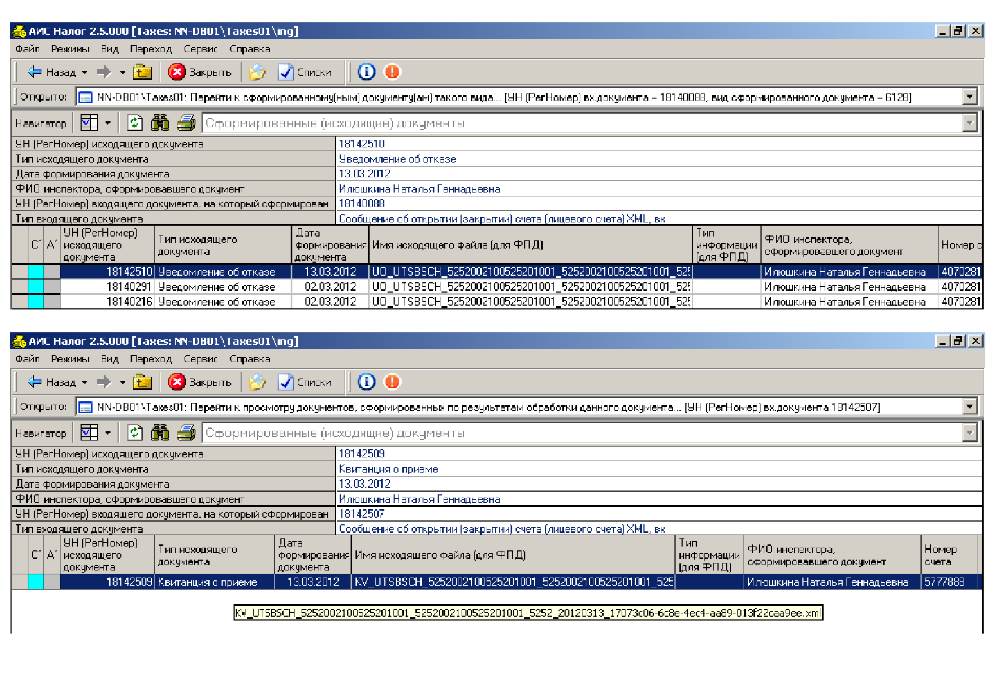 АИС Налог 2.5.000 [Taxes: NN-DB01\Taxes01\ing]
Файл Режимы Вид Переход Сервис Справка
Назад Закрыть Списки
Открыто: NN-DB01\Taxes01: Перейти к сформированному(ным) документу(ам) такого вида... [УН (РегНомер) вх.документа = 18140088, вид сформированного документа = 6128]
Навигатор Сформированные (исходящие) документы
УН (РегНомер) исходящего документа 18142510
Тип исходящего документа Уведомление об отказе
Дата формирования документа 13.03.2012
ФИО инспектора, сформировавшего документ Илюшкина Наталья Геннадьевна
УН (РегНомер) входящего документа, на который сформирован 18140088
Тип входящего документа Сообщение об открытии (закрытии) счета (лицевого счета) XML, вх
С А УН (РегНомер) исходящего документа Тип исходящего документа Дата формирования документа Имя исходящего файла (для ФПД) Тип информации (для ФПД) ФИО инспектора, сформировавшего документ Номер с
18142510 Уведомление об отказе 13.03.2012 UO_UTSBSCH_5252002100525201001_5252002100525201001_525 Илюшкина Наталья Геннадьевна 4070281
18140291 Уведомление об отказе 02.03.2012 UO_UTSBSCH_5252002100525201001_5252002100525201001_525 Илюшкина Наталья Геннадьевна 4070281
18140216 Уведомление об отказе 02.03.2012 UO_UTSBSCH_5252002100525201001_5252002100525201001_525 Илюшкина Наталья Геннадьевна 4070281
АИС Налог 2.5.000 [Taxes: NN-DB01\Taxes01\ing]
Файл Режимы Вид Переход Сервис Справка
Назад Закрыть Списки
Открыто: NN-DB01\Taxes01: Перейти к просмотру документов, сформированных по результатам обработки данного документа... [УН (РегНомер) вх.документа 18142507]
Навигатор Сформированные (исходящие) документы
УН (РегНомер) исходящего документа 18142509
Тип исходящего документа Квитанция о приеме
Дата формирования документа 13.03.2012
ФИО инспектора, сформировавшего документ Илюшкина Наталья Геннадьевна
УН (РегНомер) входящего документа, на который сформирован 18142507
Тип входящего документа Сообщение об открытии (закрытии) счета (лицевого счета) XML, вх
С А УН (РегНомер) исходящего документа Тип исходящего документа Дата формирования документа Имя исходящего файла (для ФПД) Тип информации (для ФПД) ФИО инспектора, сформировавшего документ Номер счета
18142509 Квитанция о приеме 13.03.2012 KV_UTSBSCH_5252002100525201001_5252002100525201001_525 Илюшкина Наталья Геннадьевна 5777888
KV_UTSBSCH_5252002100525201001_5252002100525201001_5252_20120313_17073c06-6c8e-4ec4-aa89-013f22caa9ee.xml